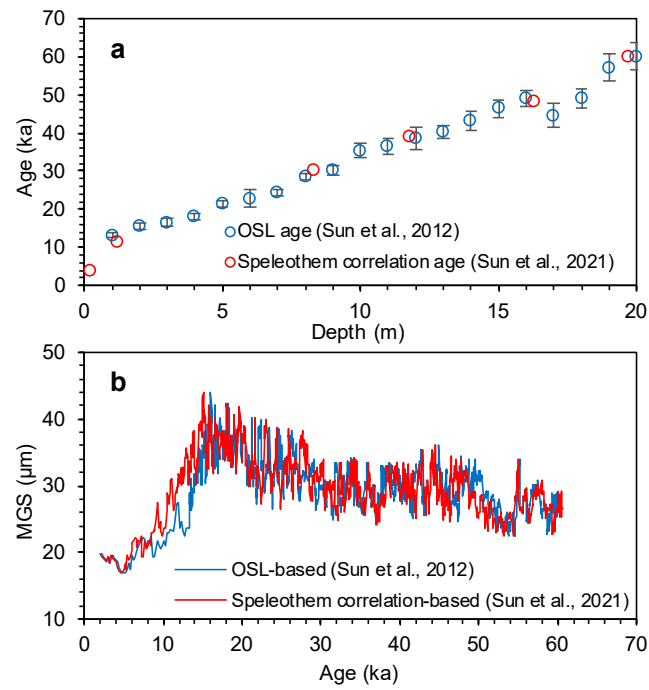 70
60
50
40
30
20
10
0
Age (ka)
a
OSL age (Sun et al., 2012)
Speleothem correlation age (Sun et al., 2021)
0 5 10 15 20
Depth (m)
50
40
30
20
10
MGS (µm)
b
OSL-based (Sun et al., 2012)
Speleothem correlation-based (Sun et al., 2021)
0 10 20 30 40 50 60 70
Age (ka)